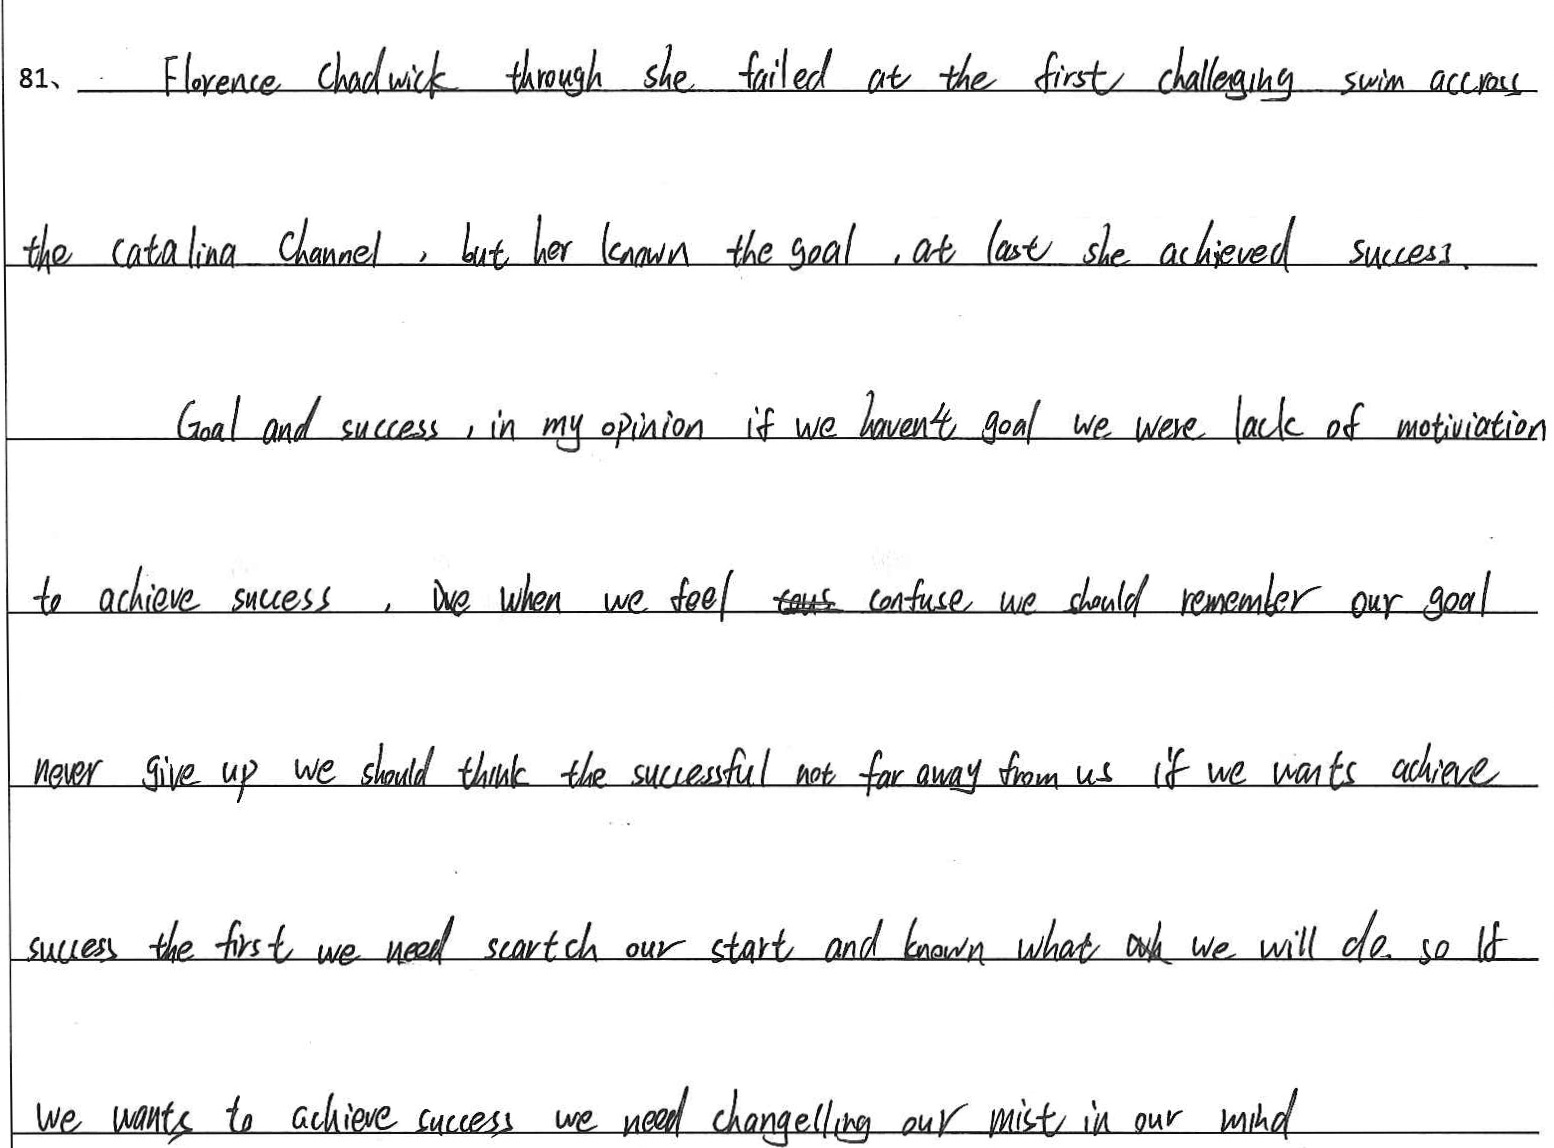 81、 Florence Chadwick through she failed at the first challeging swim accross
the catalina Channel , but her known the goal , at last she achieved success.
Goal and success , in my opinion if we haven't goal we were lack of motiviation
to achieve success . when we feel confuse we should remember our goal
never give up we should think the successful not far away from us if we wants achieve
success the first we need scartch our start and known what we will do. so If
we wants to achieve success we need changelling our mist in our mind